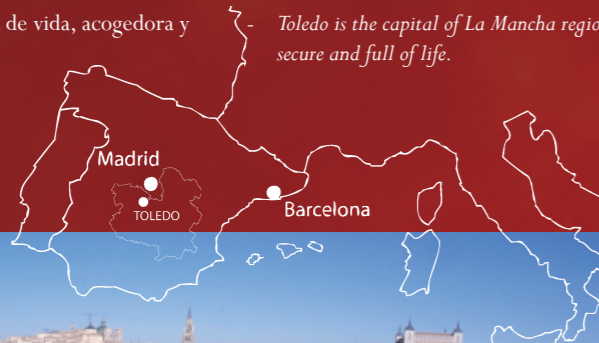 de vida, acogedora y
- Toledo is the capital of La Mancha regio
secure and full of life.
Madrid
TOLEDO
Barcelona